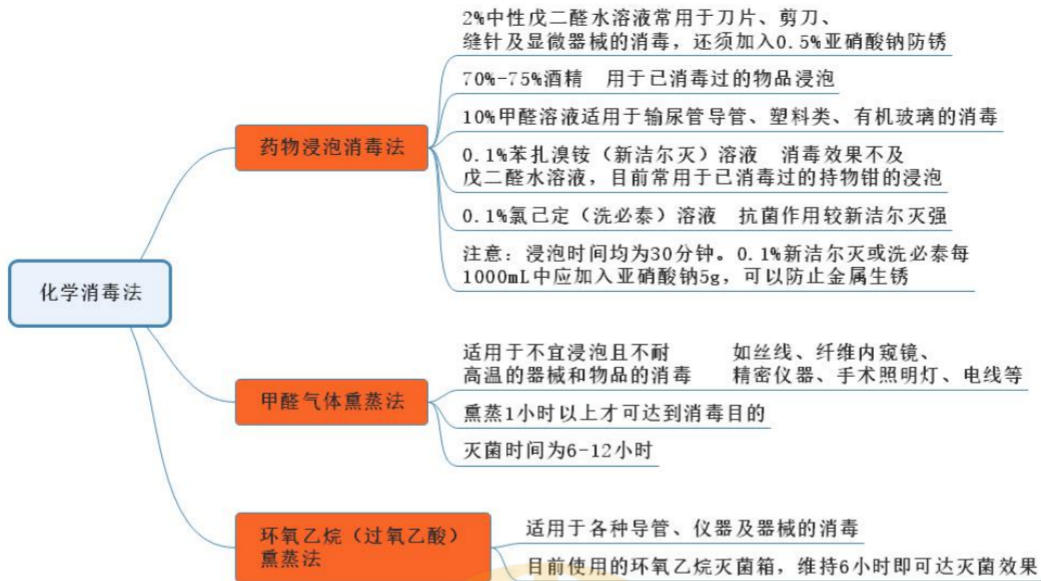 化学消毒法
药物浸泡消毒法
2%中性戊二醛水溶液常用于刀片、剪刀、
缝针及显微器械的消毒，还须加入0.5%亚硝酸钠防锈
70%-75%酒精 用于已消毒过的物品浸泡
10%甲醛溶液适用于输尿管导管、塑料类、有机玻璃的消毒
0.1%苯扎溴铵（新洁尔灭）溶液 消毒效果不及
戊二醛水溶液，目前常用于已消毒过的持物钳的浸泡
0.1%氯己定（洗必泰）溶液 抗菌作用较新洁尔灭强
注意：浸泡时间均为30分钟。0.1%新洁尔灭或洗必泰每
1000mL中应加入亚硝酸钠5g，可以防止金属生锈
甲醛气体熏蒸法
适用于不宜浸泡且不耐
高温的器械和物品的消毒
如丝线、纤维内窥镜、
精密仪器、手术照明灯、电线等
熏蒸1小时以上才可达到消毒目的
灭菌时间为6-12小时
环氧乙烷（过氧乙酸）
熏蒸法
适用于各种导管、仪器及器械的消毒
目前使用的环氧乙烷灭菌箱，维持6小时即可达灭菌效果